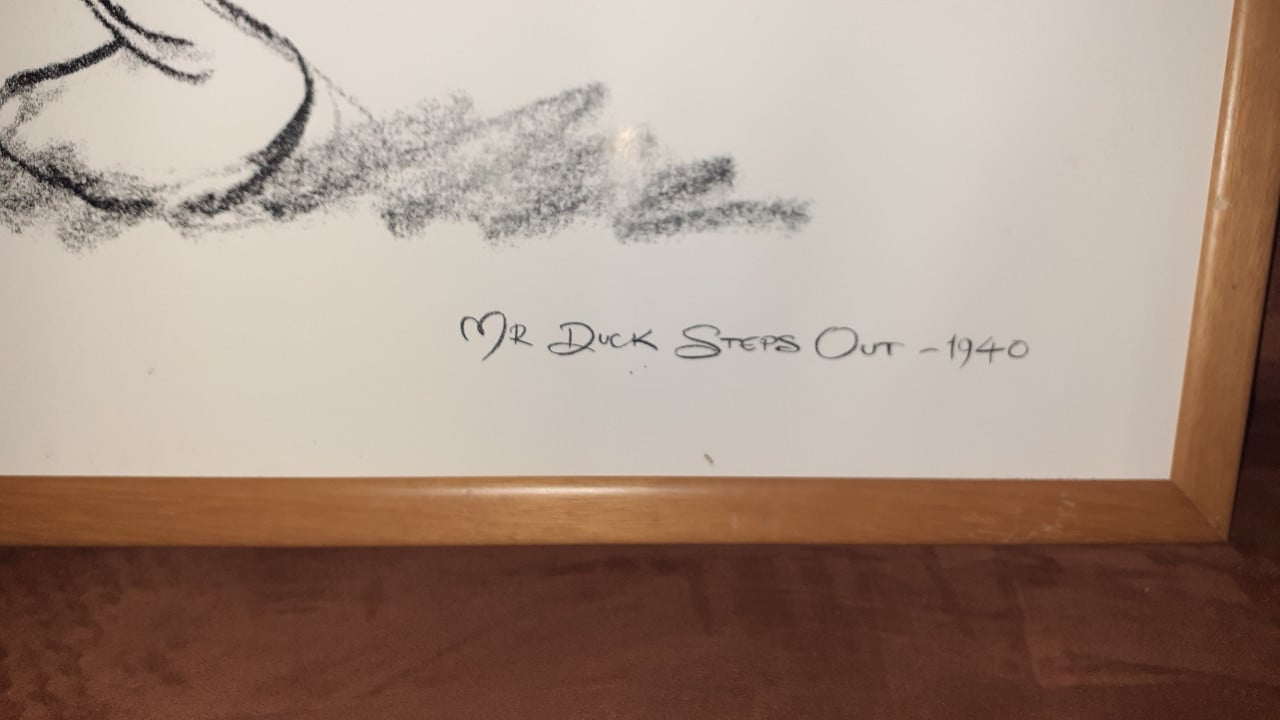 Mr Duck Steps Out - 1940